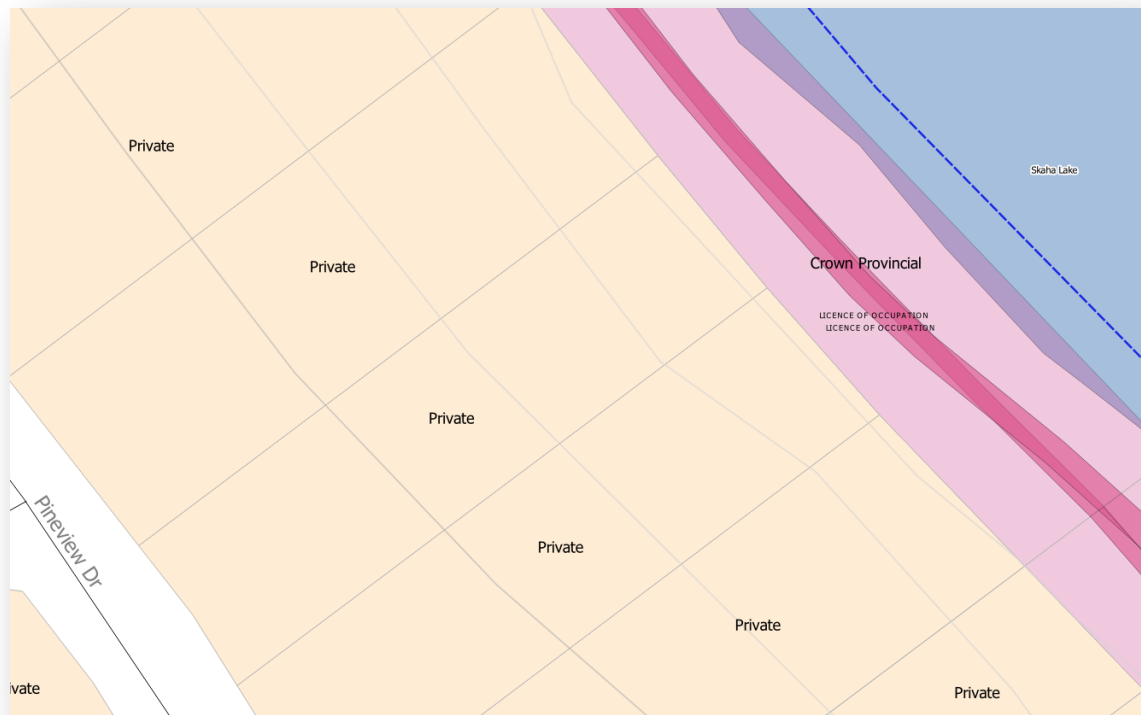 Private
Skaha Lake
Private
Crown Provincial
LICENCE OF OCCUPATION
LICENCE OF OCCUPATION
Private
Pineview Dr
Private
Private
ivate
Private